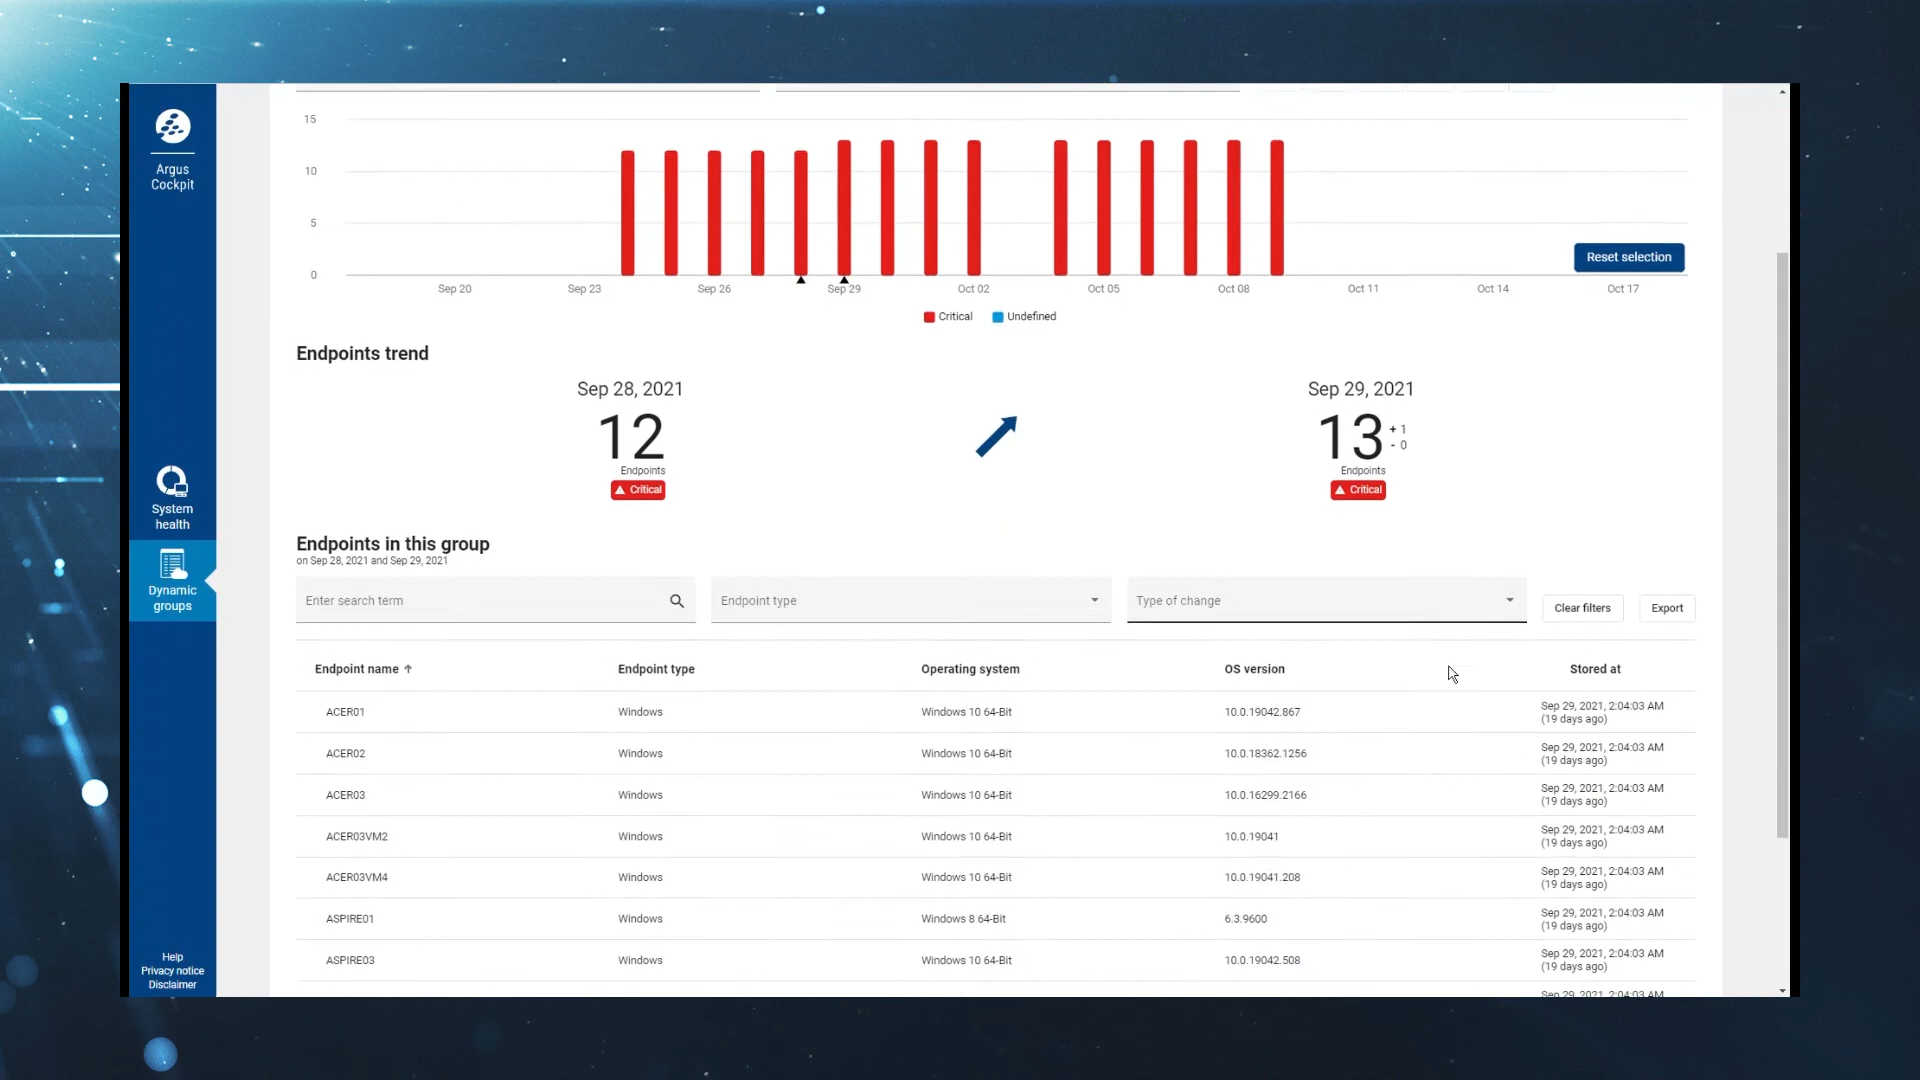 Argus
Cockpit
System
health
Dynamic
groups
Help
Privacy notice
Disclaimer
15
10
5
0
Sep 20
Sep 23
Sep 26
Sep 29
Oct 02
Oct 05
Oct 08
Oct 11
Oct 14
Oct 17
Reset selection
Critical Undefined
Endpoints trend
Sep 28, 2021
12
Endpoints
Critical
Sep 29, 2021
13 + 1
- 0
Endpoints
Critical
Endpoints in this group
on Sep 28, 2021 and Sep 29, 2021
Enter search term Endpoint type Type of change Clear filters Export
Endpoint name Endpoint type Operating system OS version Stored at
ACER01 Windows Windows 10 64-Bit 10.0.19042.867 Sep 29, 2021, 2:04:03 AM
(19 days ago)
ACER02 Windows Windows 10 64-Bit 10.0.18362.1256 Sep 29, 2021, 2:04:03 AM
(19 days ago)
ACER03 Windows Windows 10 64-Bit 10.0.16299.2166 Sep 29, 2021, 2:04:03 AM
(19 days ago)
ACER03VM2 Windows Windows 10 64-Bit 10.0.19041 Sep 29, 2021, 2:04:03 AM
(19 days ago)
ACER03VM4 Windows Windows 10 64-Bit 10.0.19041.208 Sep 29, 2021, 2:04:03 AM
(19 days ago)
ASPIRE01 Windows Windows 8 64-Bit 6.3.9600 Sep 29, 2021, 2:04:03 AM
(19 days ago)
ASPIRE03 Windows Windows 10 64-Bit 10.0.19042.508 Sep 29, 2021, 2:04:03 AM
(19 days ago)
Sep 29, 2021, 2:04:03 AM